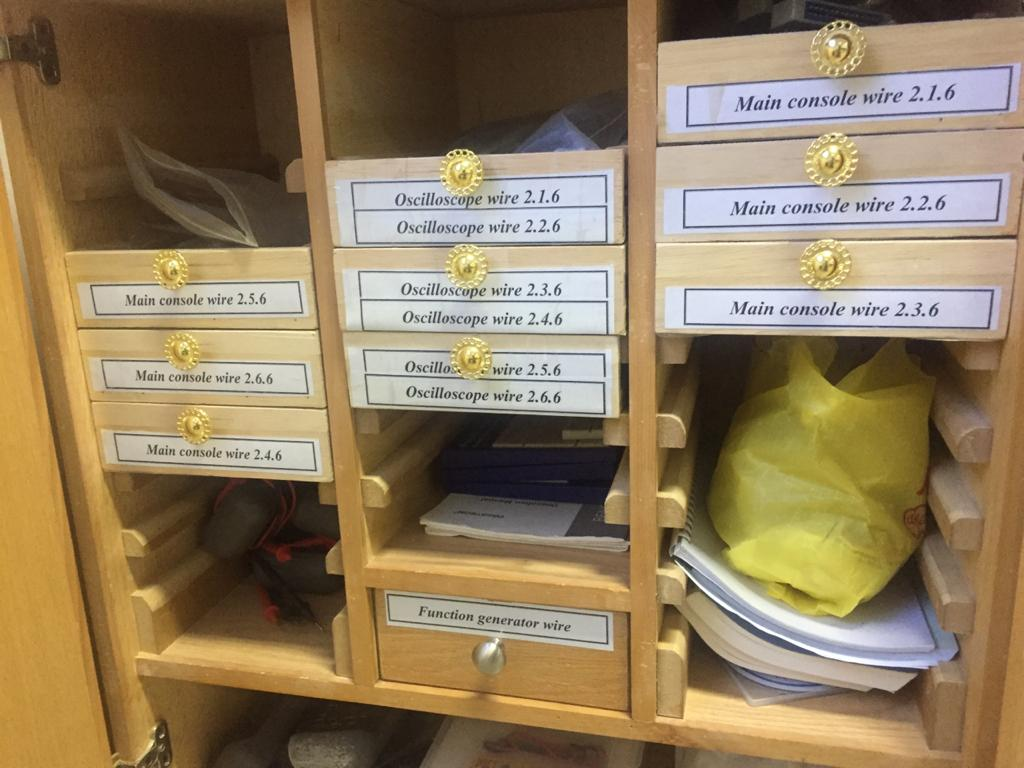 Main console wire 2.5.6
Main console wire 2.6.6
Main console wire 2.4.6
Oscilloscope wire 2.1.6
Oscilloscope wire 2.2.6
Oscilloscope wire 2.3.6
Oscilloscope wire 2.4.6
Oscilloscope wire 2.5.6
Oscilloscope wire 2.6.6
Operation Manual
Function generator wire
Main console wire 2.1.6
Main console wire 2.2.6
Main console wire 2.3.6